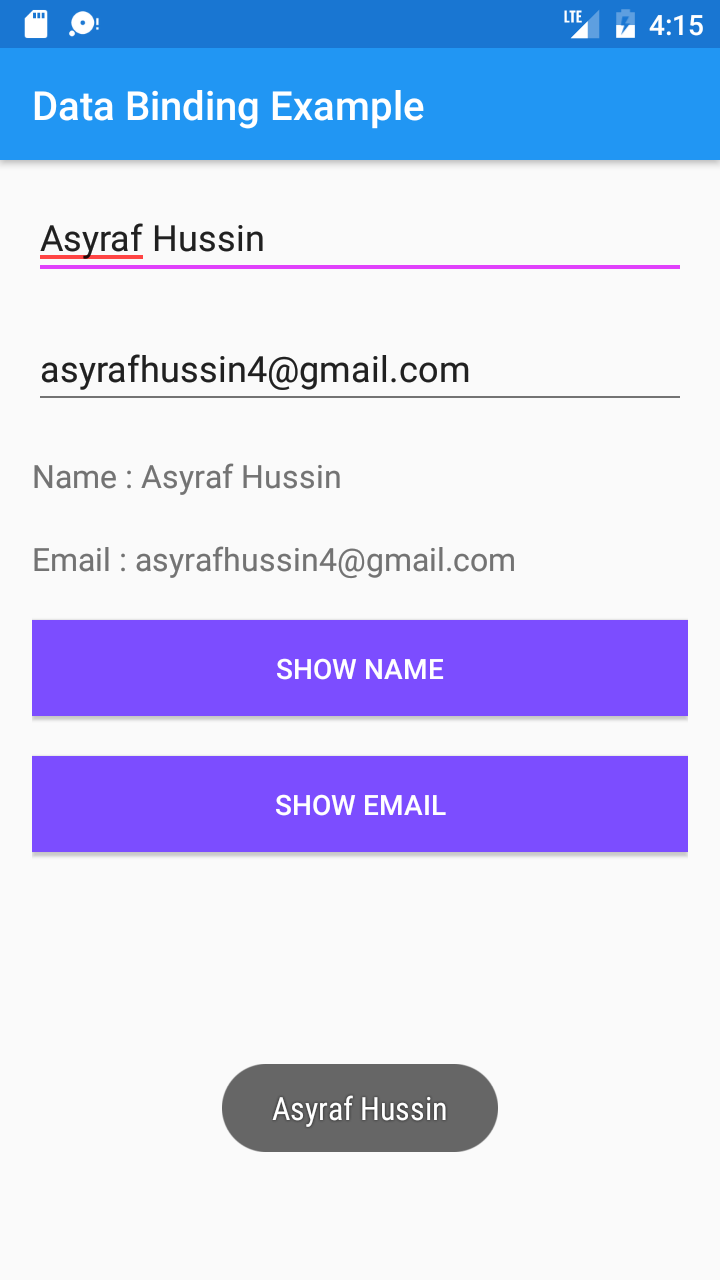 LTE 4:15
Data Binding Example
Asyraf Hussin
asyrafhussin4@gmail.com
Name : Asyraf Hussin
Email : asyrafhussin4@gmail.com
SHOW NAME
SHOW EMAIL
Asyraf Hussin